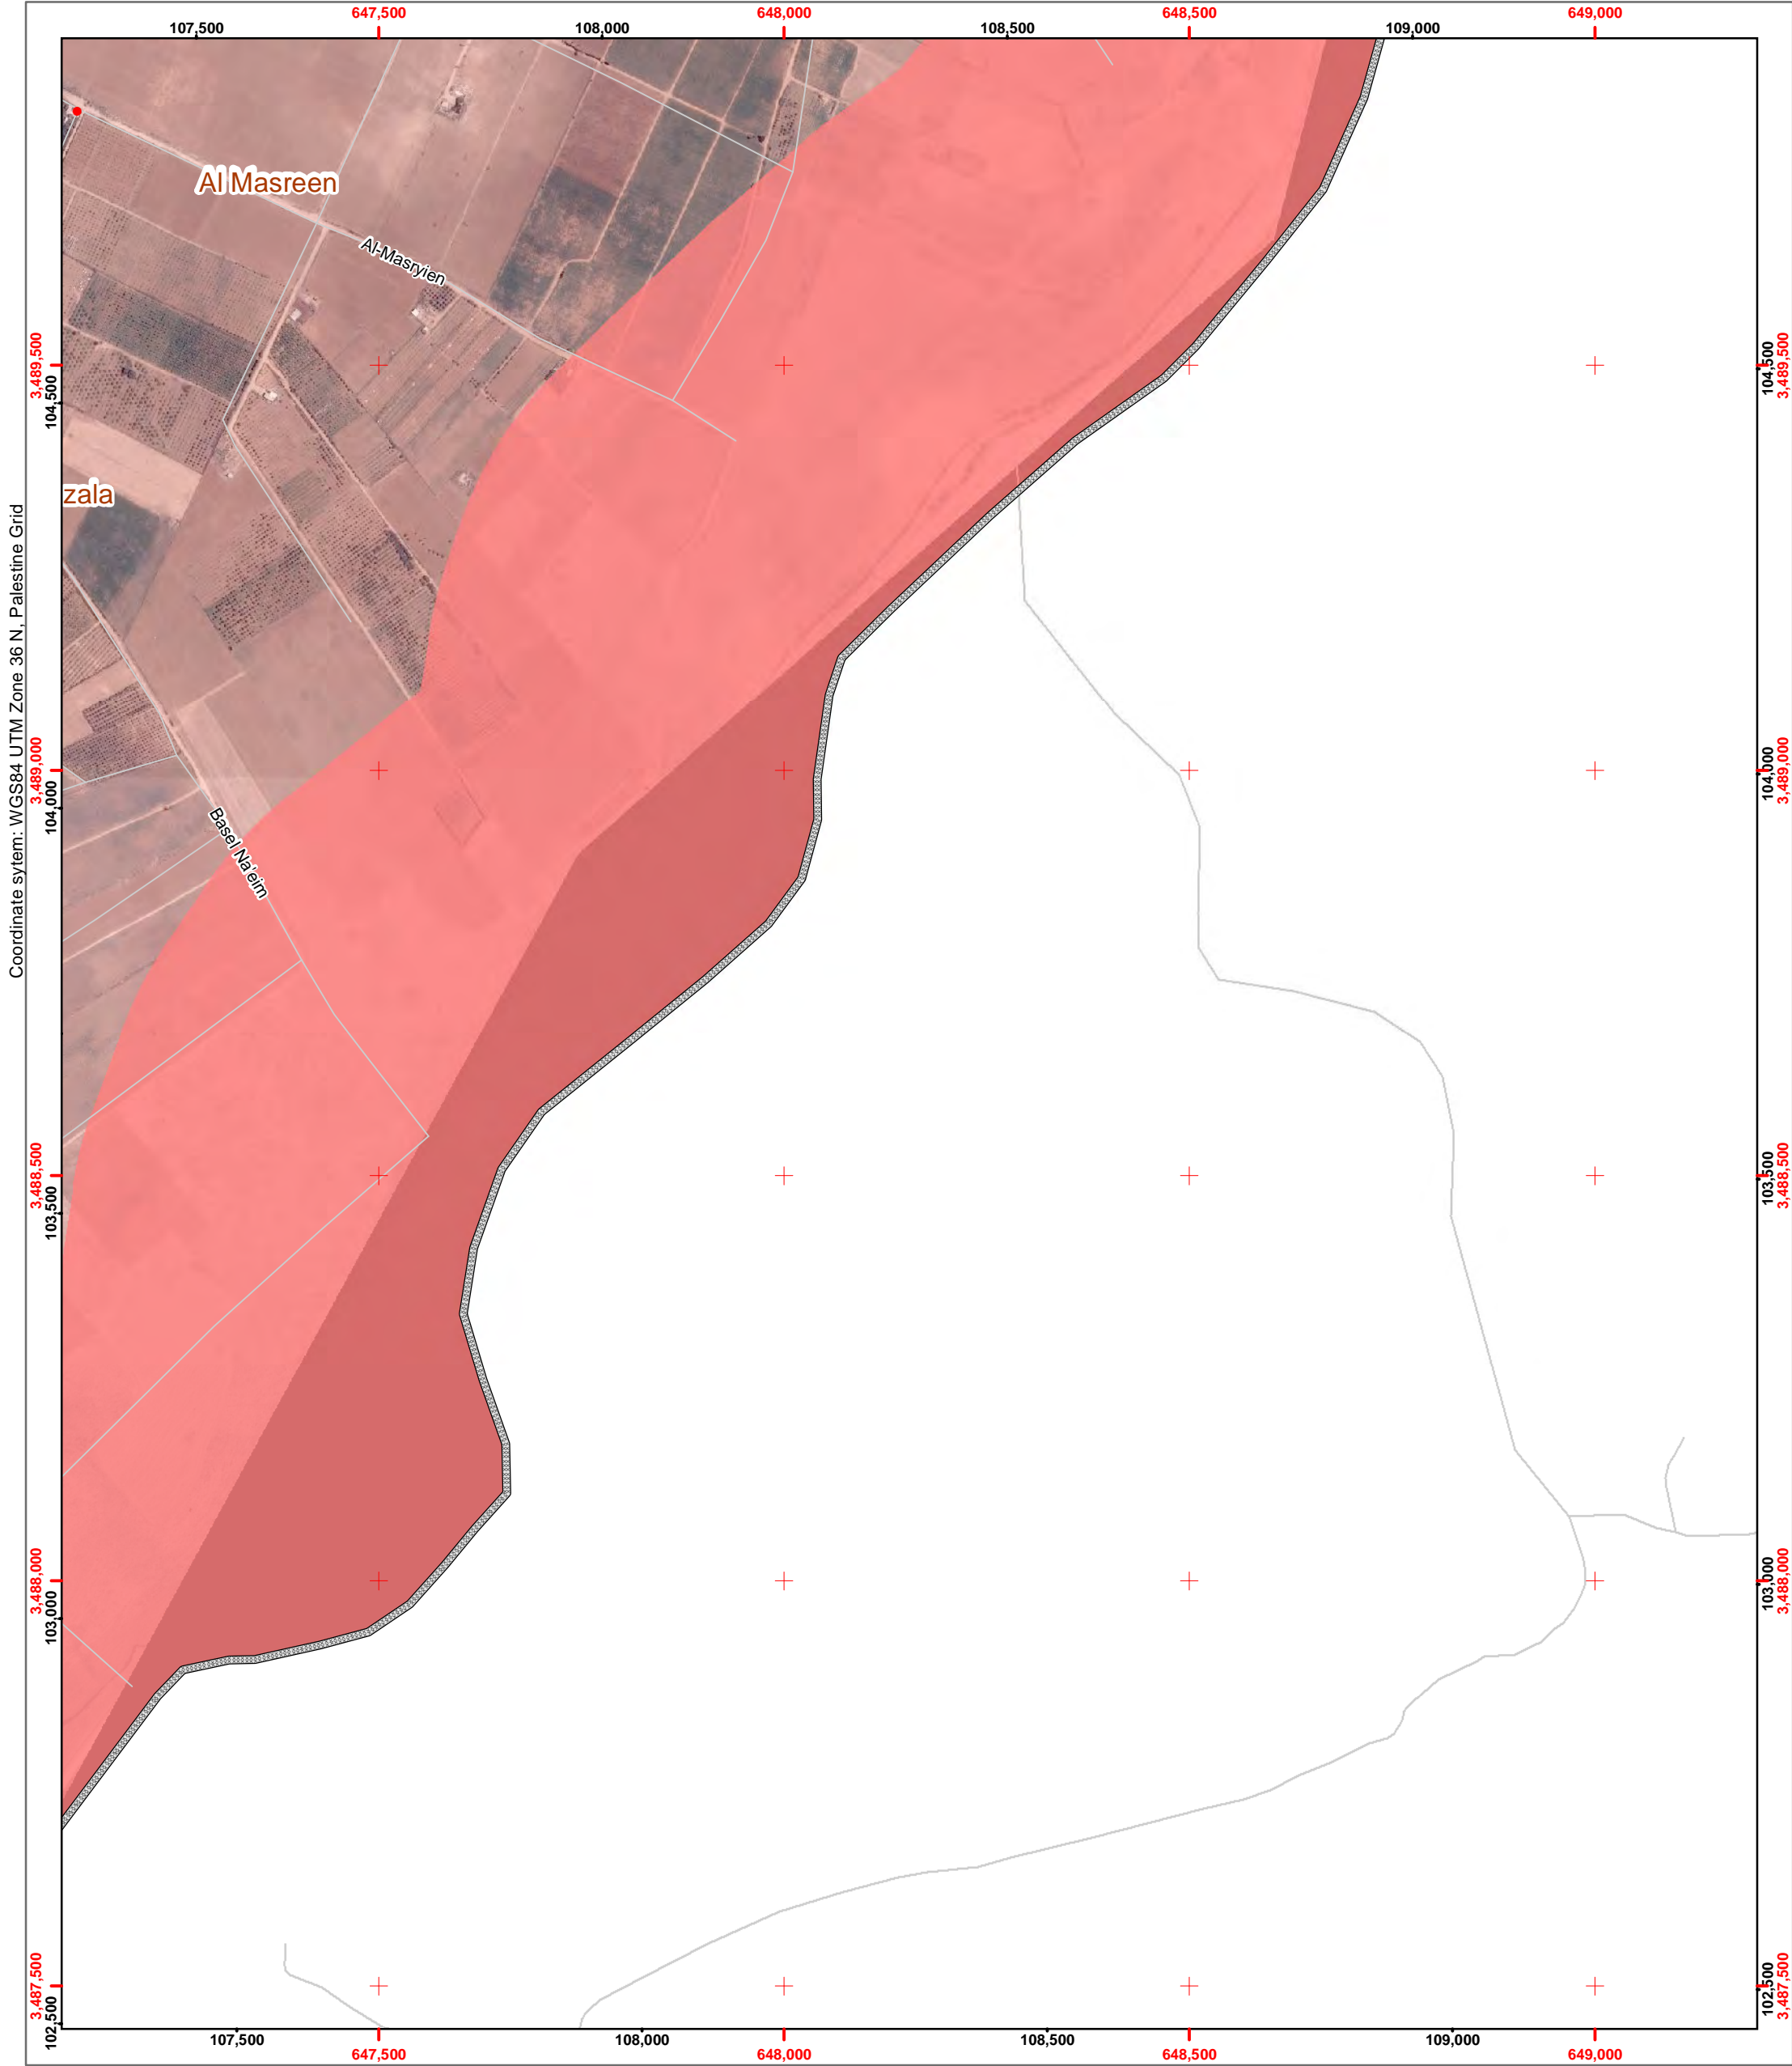 647,500 648,000 648,500 649,000
107,500 108,000 108,500 109,000
Al Masreen
Al-Masryien
3,489,500
104,500
104,500
3,489,500
zala
Coordinate sytem: WGS84 UTM Zone 36 N, Palestine Grid
3,489,000
104,000
104,000
3,489,000
Basel Na'eim
3,488,500
103,500
103,500
3,488,500
3,488,000
103,000
103,000
3,488,000
3,487,500
102,500
102,500
3,487,500
107,500 108,000 108,500 109,000
647,500 648,000 648,500 649,000